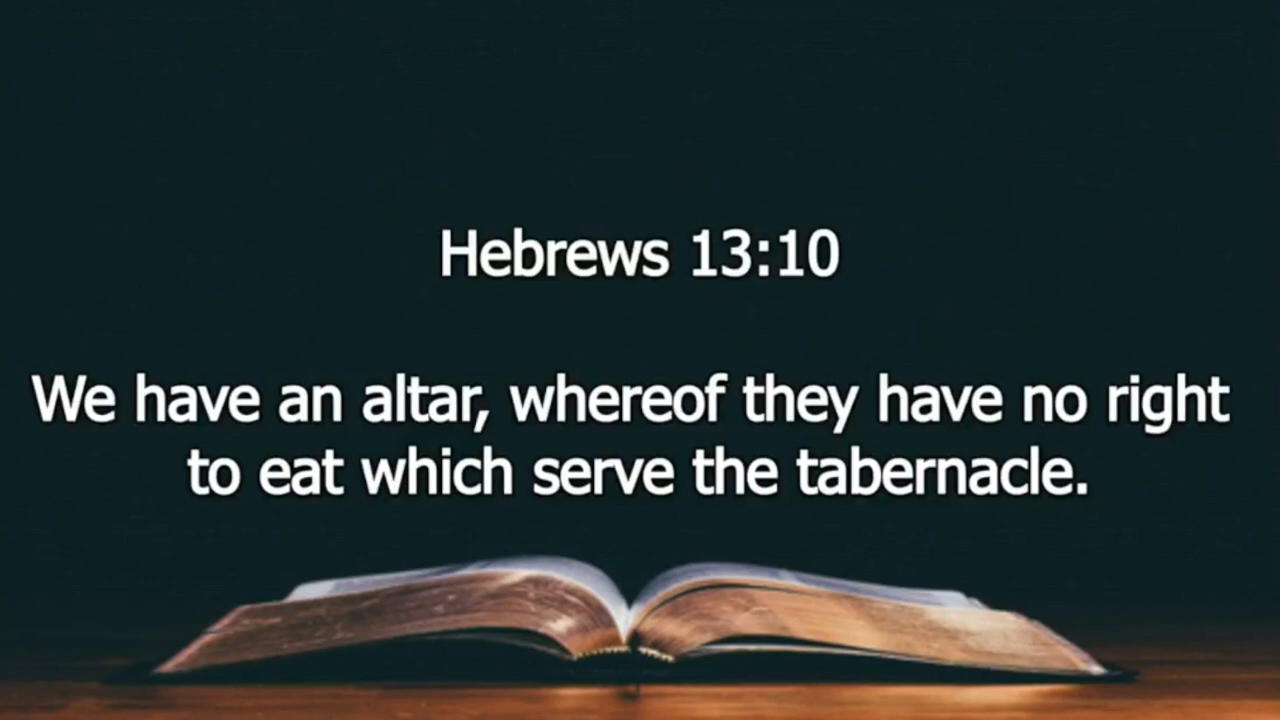 Hebrews 13:10
We have an altar, whereof they have no right
to eat which serve the tabernacle.